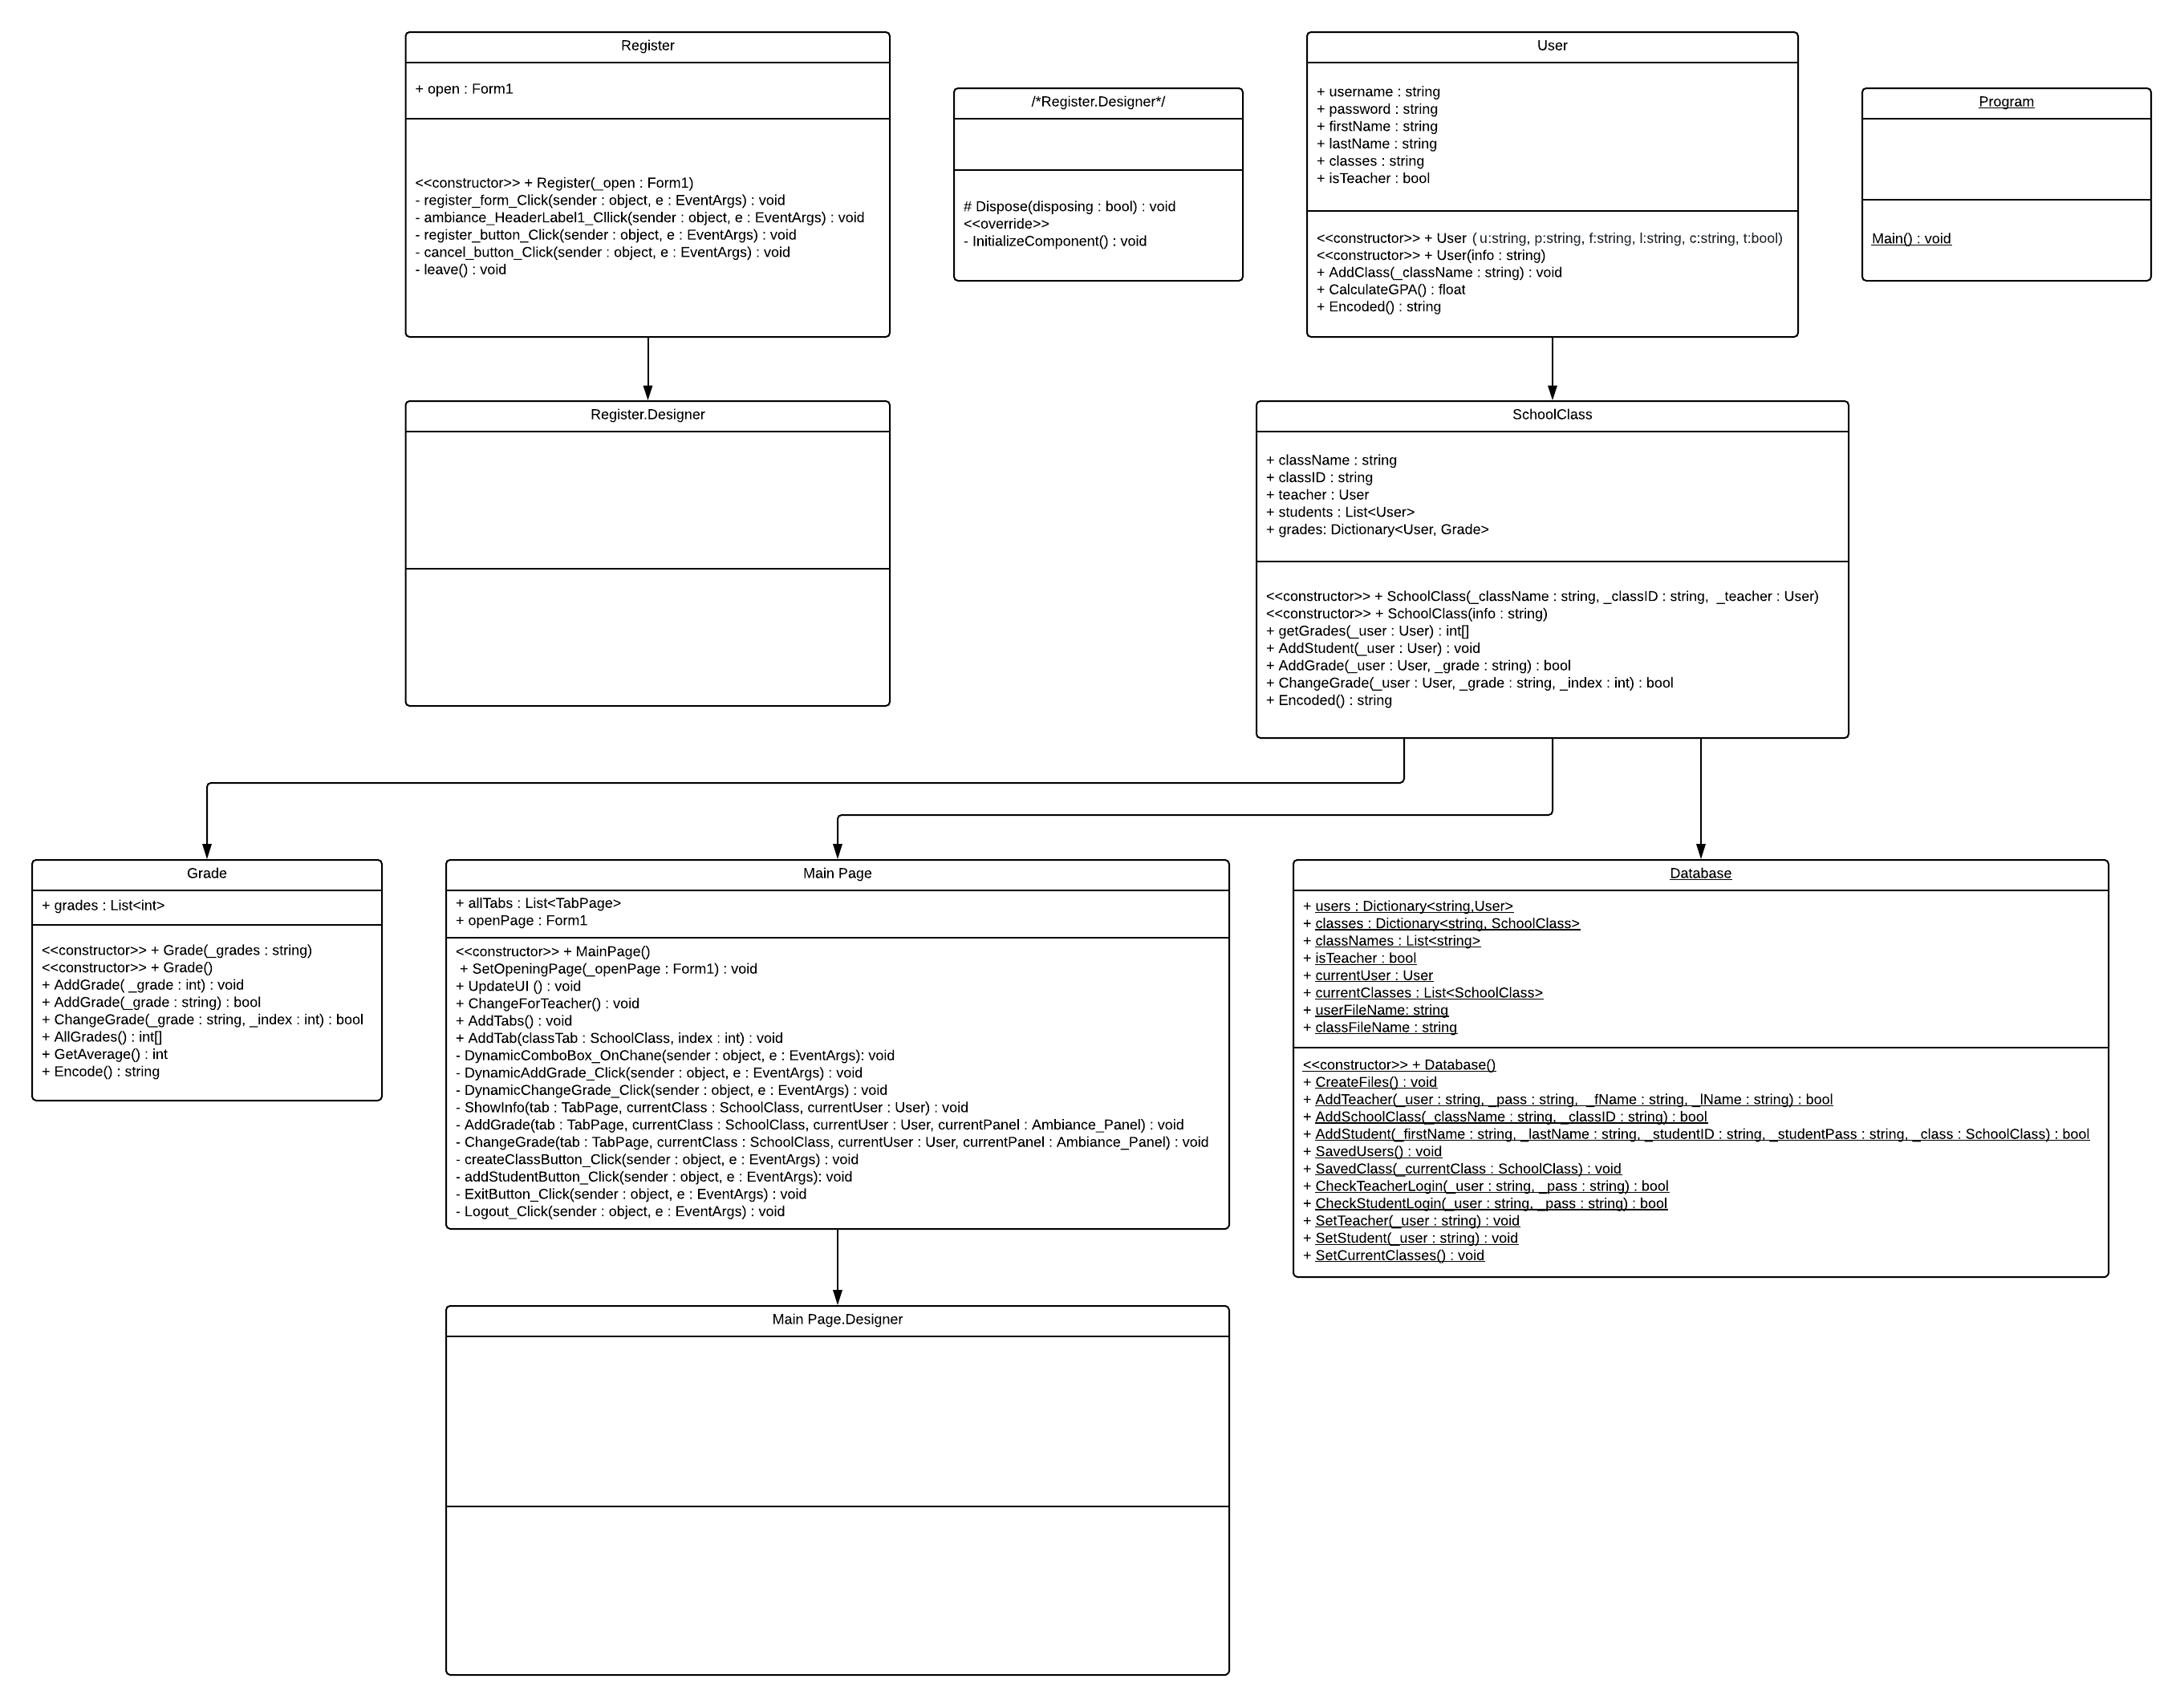 Register
+ open : Form1
<<constructor>> + Register(_open : Form1)
- register_form_Click(sender : object, e : EventArgs) : void
- ambiance_HeaderLabel1_Cllick(sender : object, e : EventArgs) : void
- register_button_Click(sender : object, e : EventArgs) : void
- cancel_button_Click(sender : object, e : EventArgs) : void
- leave() : void
/*Register.Designer*/
# Dispose(disposing : bool) : void
<<override>>
- InitializeComponent() : void
User
+ username : string
+ password : string
+ firstName : string
+ lastName : string
+ classes : string
+ isTeacher : bool
<<constructor>> + User ( u:string, p:string, f:string, l:string, c:string, t:bool)
<<constructor>> + User(info : string)
+ AddClass(_className : string) : void
+ CalculateGPA() : float
+ Encoded() : string
Program
Main() : void
Register.Designer
SchoolClass
+ className : string
+ classID : string
+ teacher : User
+ students : List<User>
+ grades: Dictionary<User, Grade>
<<constructor>> + SchoolClass(_className : string, _classID : string,  _teacher : User)
<<constructor>> + SchoolClass(info : string)
+ getGrades(_user : User) : int[]
+ AddStudent(_user : User) : void
+ AddGrade(_user : User, _grade : string) : bool
+ ChangeGrade(_user : User, _grade : string, _index : int) : bool
+ Encoded() : string
Grade
+ grades : List<int>
<<constructor>> + Grade(_grades : string)
<<constructor>> + Grade()
+ AddGrade( _grade : int) : void
+ AddGrade(_grade : string) : bool
+ ChangeGrade(_grade : string, _index : int) : bool
+ AllGrades() : int[]
+ GetAverage() : int
+ Encode() : string
Main Page
+ allTabs : List<TabPage>
+ openPage : Form1
<<constructor>> + MainPage()
+ SetOpeningPage(_openPage : Form1) : void
+ UpdateUI () : void
+ ChangeForTeacher() : void
+ AddTabs() : void
+ AddTab(classTab : SchoolClass, index : int) : void
- DynamicComboBox_OnChane(sender : object, e : EventArgs): void
- DynamicAddGrade_Click(sender : object, e : EventArgs) : void
- DynamicChangeGrade_Click(sender : object, e : EventArgs) : void
- ShowInfo(tab : TabPage, currentClass : SchoolClass, currentUser : User) : void
- AddGrade(tab : TabPage, currentClass : SchoolClass, currentUser : User, currentPanel : Ambiance_Panel) : void
- ChangeGrade(tab : TabPage, currentClass : SchoolClass, currentUser : User, currentPanel : Ambiance_Panel) : void
- createClassButton_Click(sender : object, e : EventArgs) : void
- addStudentButton_Click(sender : object, e : EventArgs): void
- ExitButton_Click(sender : object, e : EventArgs) : void
- Logout_Click(sender : object, e : EventArgs) : void
Database
+ users : Dictionary<string,User>
+ classes : Dictionary<string, SchoolClass>
+ classNames : List<string>
+ isTeacher : bool
+ currentUser : User
+ currentClasses : List<SchoolClass>
+ userFileName: string
+ classFileName : string
<<constructor>> + Database()
+ CreateFiles() : void
+ AddTeacher(_user : string, _pass : string,  _fName : string, _lName : string) : bool
+ AddSchoolClass(_className : string, _classID : string) : bool
+ AddStudent(_firstName : string, _lastName : string, _studentID : string, _studentPass : string, _class : SchoolClass) : bool
+ SavedUsers() : void
+ SavedClass(_currentClass : SchoolClass) : void
+ CheckTeacherLogin(_user : string, _pass : string) : bool
+ CheckStudentLogin(_user : string, _pass : string) : bool
+ SetTeacher(_user : string) : void
+ SetStudent(_user : string) : void
+ SetCurrentClasses() : void
Main Page.Designer